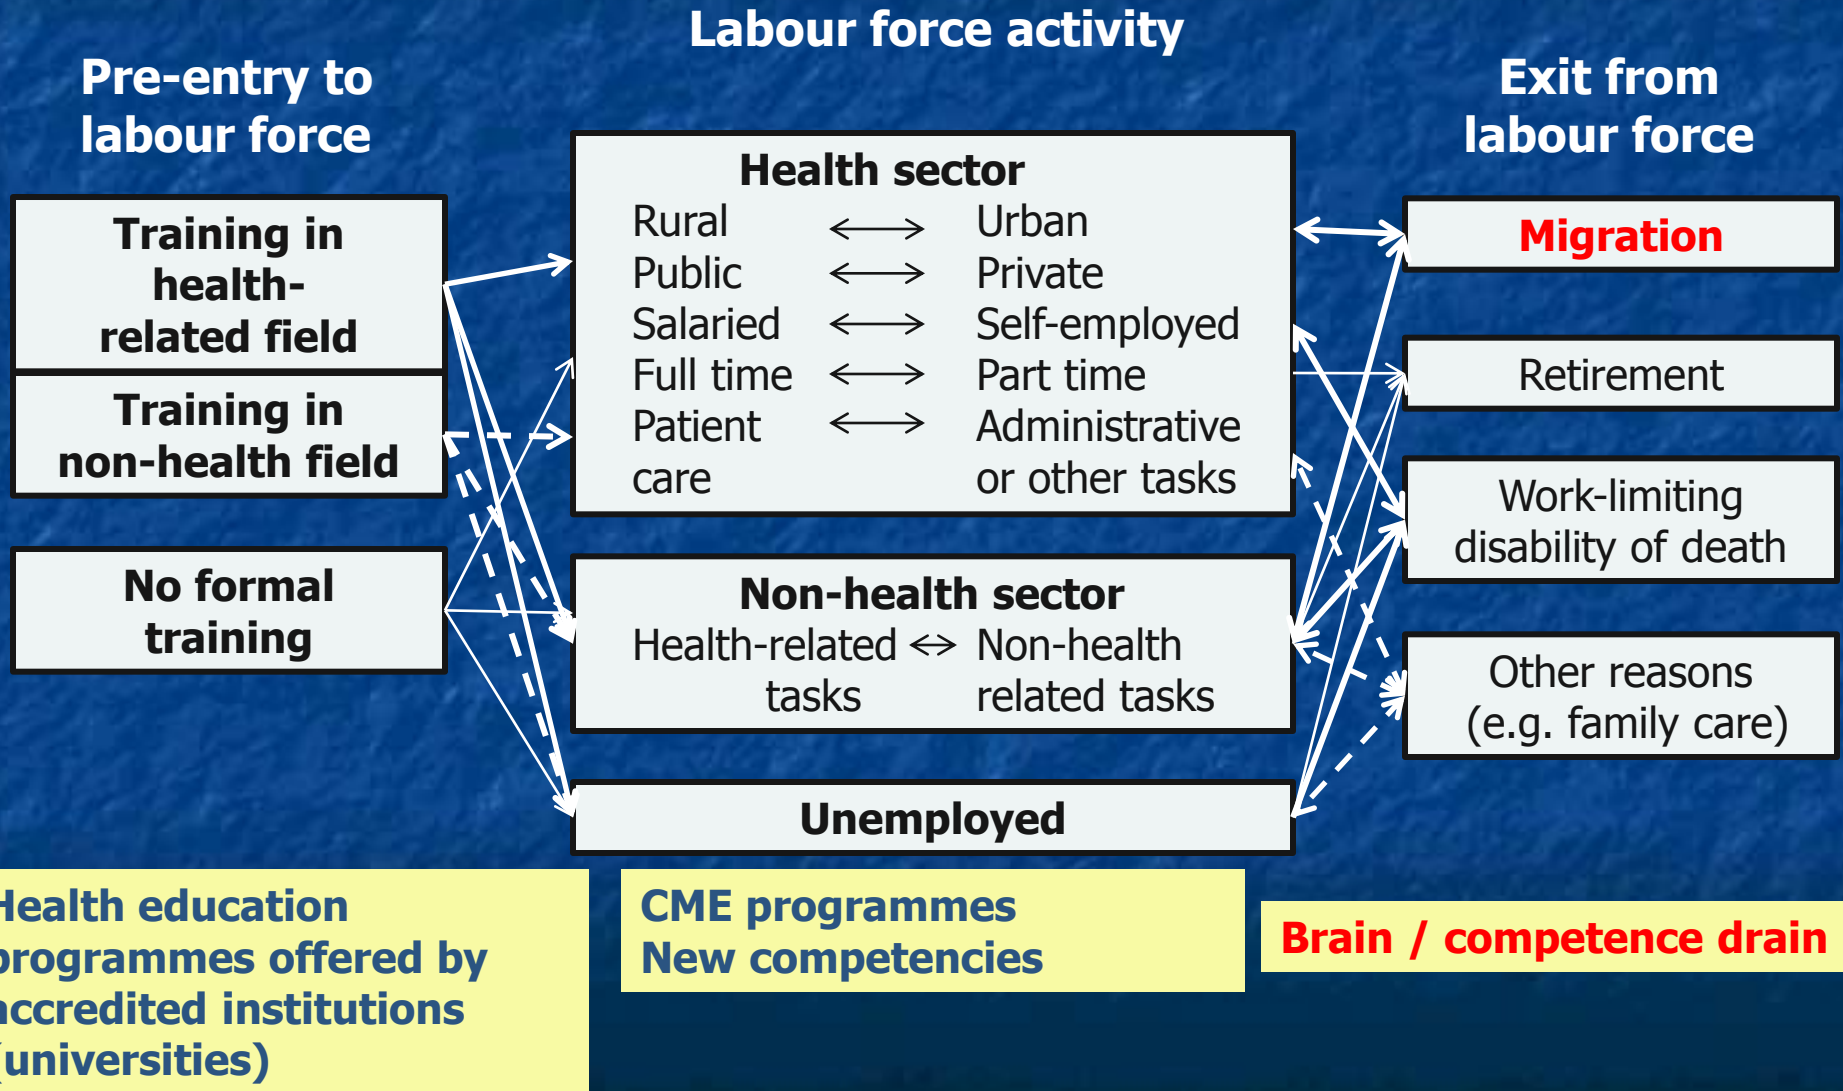 Labour force activity
Pre-entry to
labour force
Exit from
labour force
Training in
health-
related field
Training in
non-health field
No formal
training
Health sector
Rural Urban
Public Private
Salaried Self-employed
Full time Part time
Patient Administrative
care or other tasks
Non-health sector
Health-related Non-health
tasks related tasks
Unemployed
Migration
Retirement
Work-limiting
disability of death
Other reasons
(e.g. family care)
Health education
programmes offered by
accredited institutions
(universities)
CME programmes
New competencies
Brain / competence drain